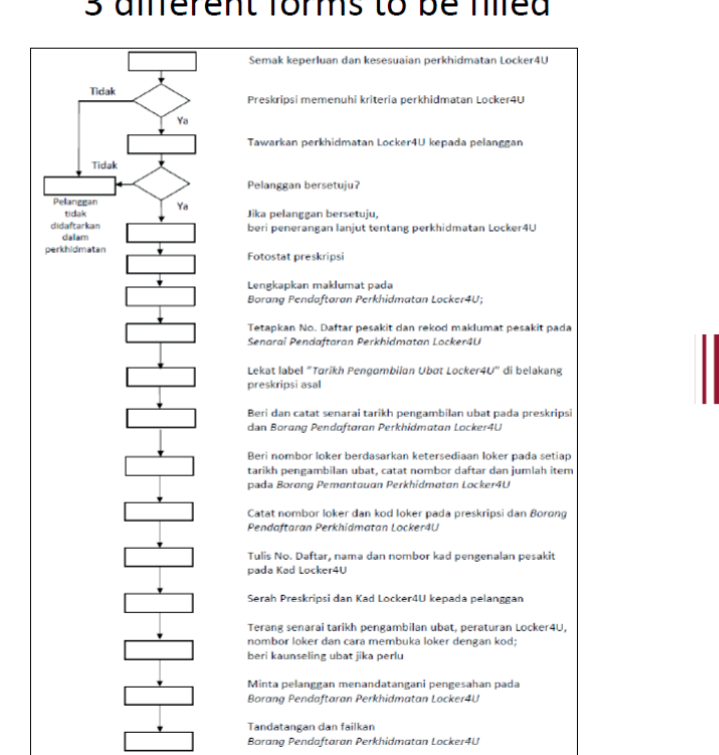 3 different forms to be filled
Semak keperluan dan kesesuaian perkhidmatan Locker4U
Tidak
Preskripsi memenuhi kriteria perkhidmatan Locker4U
Ya
Tawarkan perkhidmatan Locker4U kepada pelanggan
Tidak
Pelanggan bersetuju?
Pelanggan
tidak
didaftarkan
dalam
perkhidmatan
Ya
Jika pelanggan bersetuju,
beri penerangan lanjut tentang perkhidmatan Locker4U
Fotostat preskripsi
Lengkapkan maklumat pada
Borang Pendaftaran Perkhidmatan Locker4U;
Tetapkan No. Daftar pesakit dan rekod maklumat pesakit pada
Senarai Pendaftaran Perkhidmatan Locker4U
Lekat label "Tarikh Pengambilan Ubat Locker4U" di belakang
preskripsi asal
Beri dan catat senarai tarikh pengambilan ubat pada preskripsi
dan Borang Pendaftaran Perkhidmatan Locker4U
Beri nombor loker berdasarkan ketersediaan loker pada setiap
tarikh pengambilan ubat, catat nombor daftar dan jumlah item
pada Borang Pemantauan Perkhidmatan Locker4U
Catat nombor loker dan kod loker pada preskripsi dan Borang
Pendaftaran Perkhidmatan Locker4U
Tulis No. Daftar, nama dan nombor kad pengenalan pesakit
pada Kad Locker4U
Serah Preskripsi dan Kad Locker4U kepada pelanggan
Terang senarai tarikh pengambilan ubat, peraturan Locker4U,
nombor loker dan cara membuka loker dengan kod;
beri kaunseling ubat jika perlu
Minta pelanggan menandatangani pengesahan pada
Borang Pendaftaran Perkhidmatan Locker4U
Tandatangan dan failkan
Borang Pendaftaran Perkhidmatan Locker4U